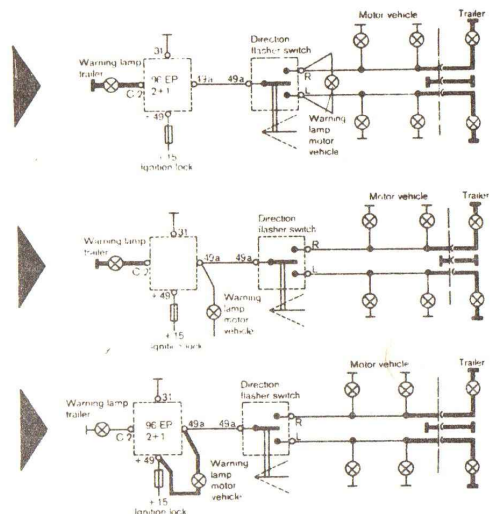 Motor vehicle
Trailer
Direction
flasher switch
31
Warning lamp
trailer
96 EP
2+1
C 2
49a
49a
R
L
+ 49
Warning
lamp
motor
vehicle
+ 15
Ignition lock
Motor vehicle
Trailer
Direction
flasher switch
31
Warning lamp
trailer
C 2
49a
49a
R
L
+ 49
Warning
lamp
motor
vehicle
+ 15
Ignition lock
Motor vehicle
Trailer
Direction
flasher switch
31
Warning lamp
trailer
96 EP
2+1
C 2
49a
49a
R
L
+ 49
Warning
lamp
motor
vehicle
+ 15
Ignition lock